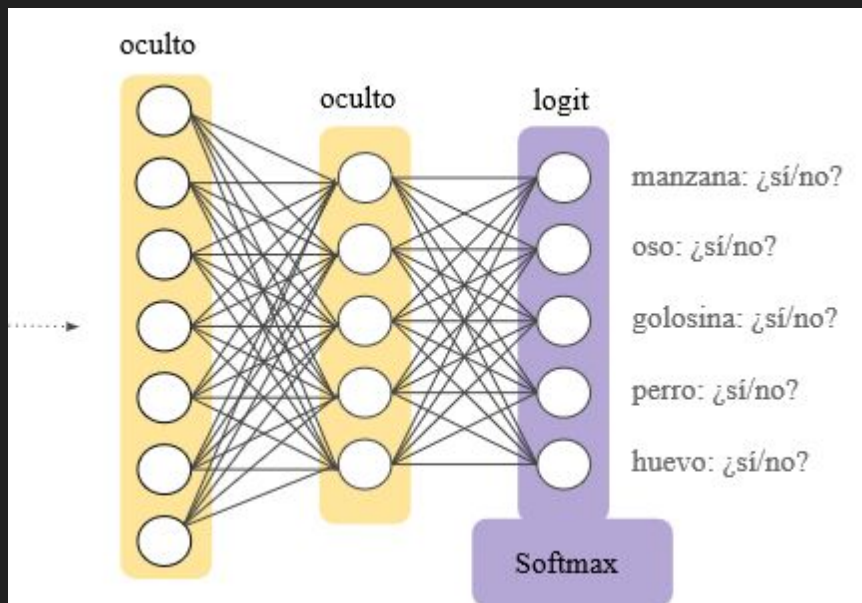 oculto
oculto
logit
manzana: ¿sí/no?
oso: ¿sí/no?
golosina: ¿sí/no?
perro: ¿sí/no?
huevo: ¿sí/no?
Softmax